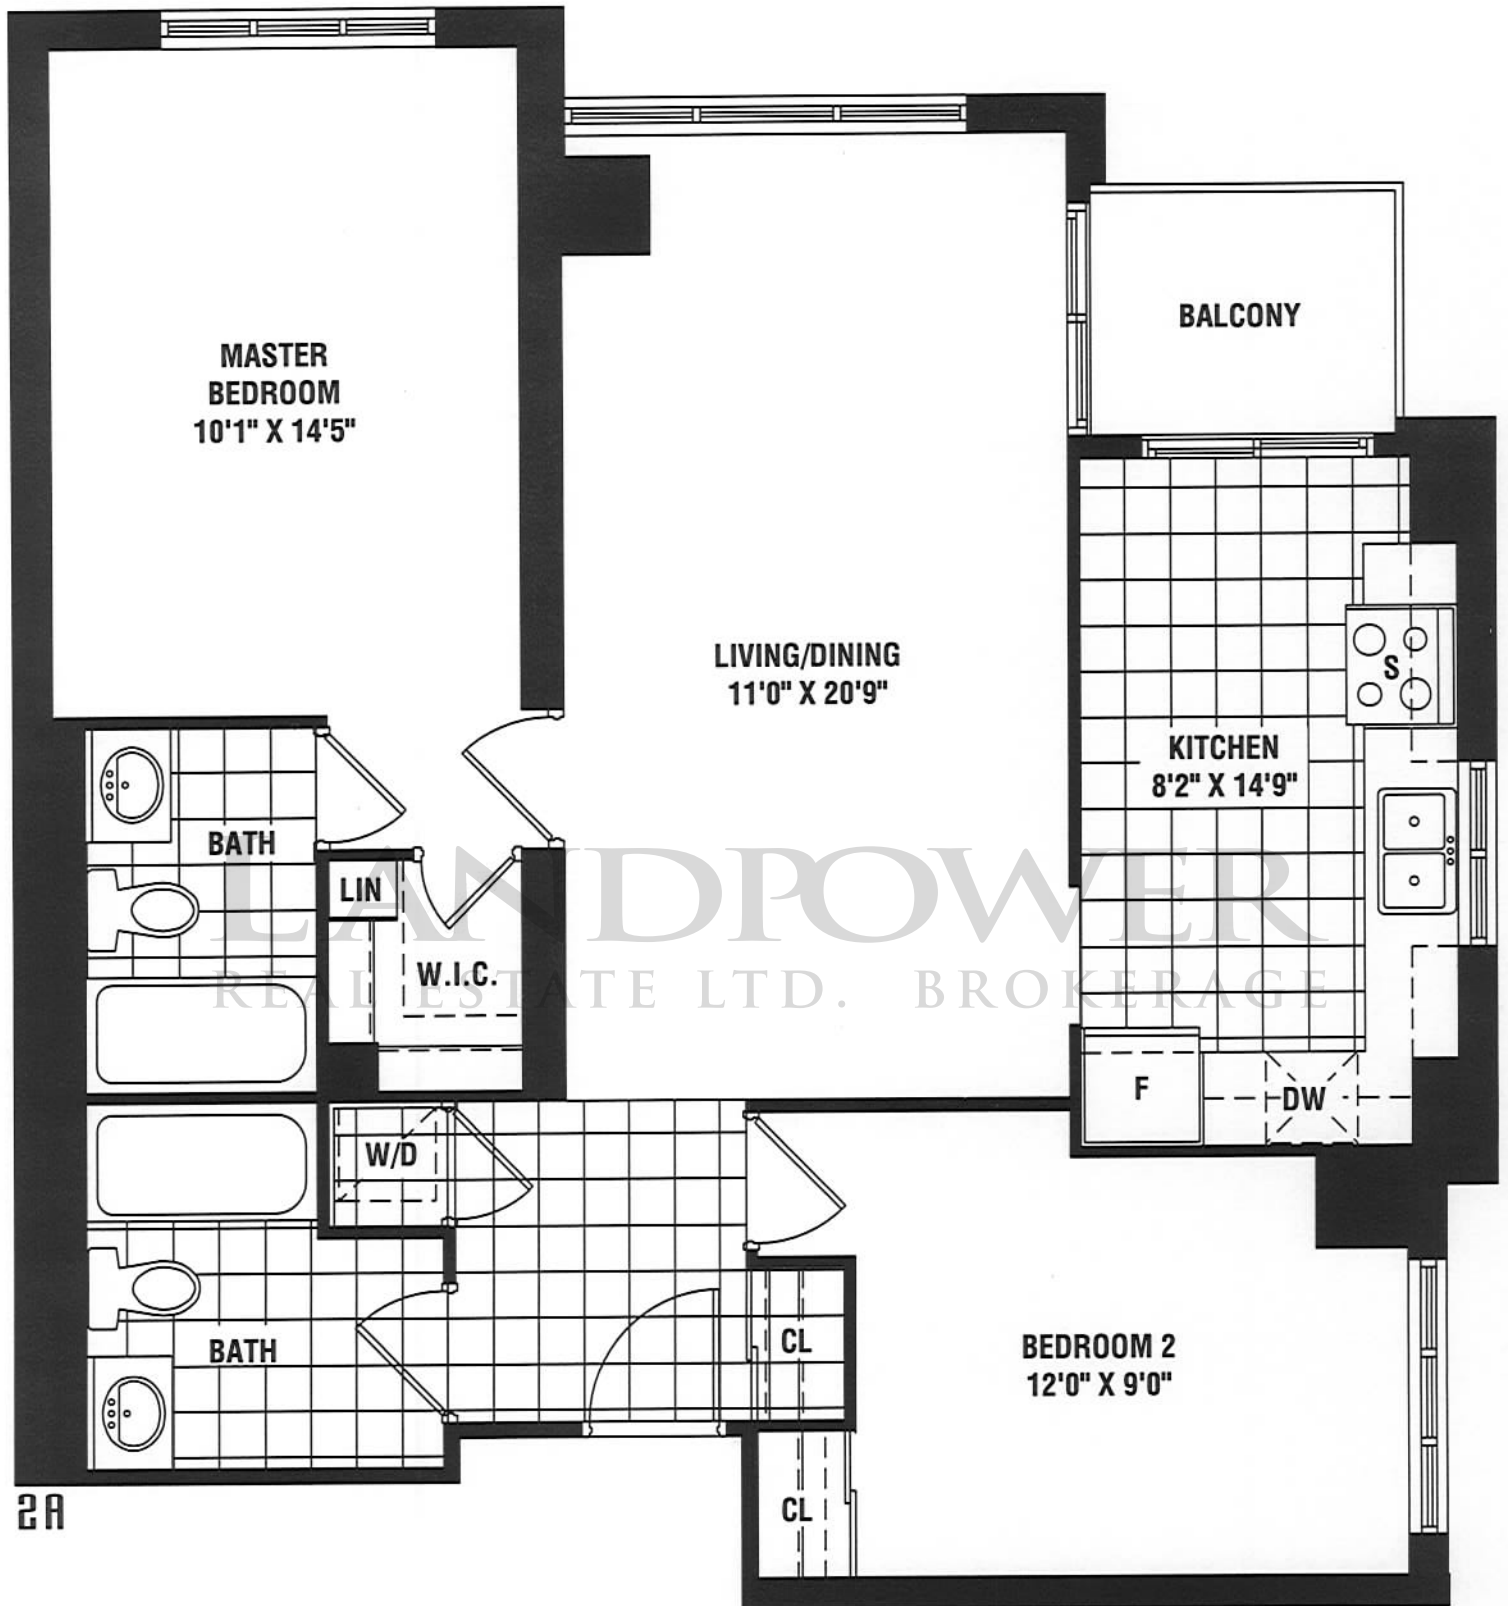 MASTER
BEDROOM
10'1" X 14'5"
BALCONY
LIVING/DINING
11'0" X 20'9"
S
KITCHEN
8'2" X 14'9"
BATH
LIN
W.I.C.
LANDPOWER
REAL ESTATE LTD. BROKERAGE
F
DW
W/D
BATH
CL
BEDROOM 2
12'0" X 9'0"
CL
2A